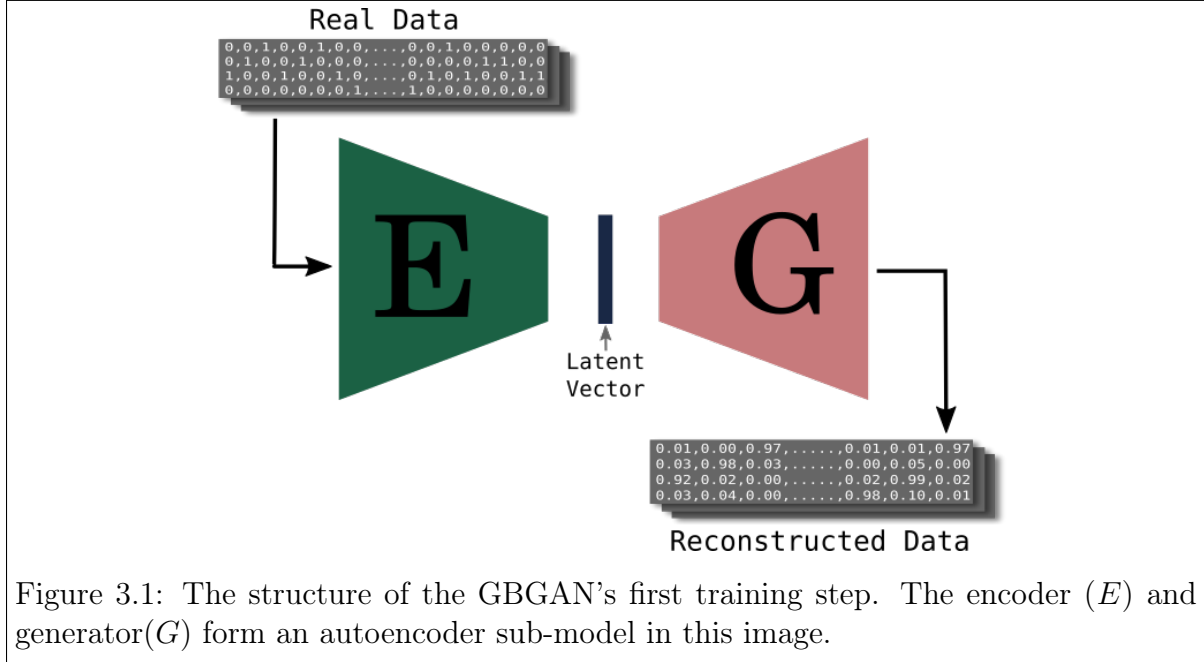 Real Data
0,0,1,0,0,1,0,0,...,0,0,1,0,0,0,0,0
0,1,0,0,1,0,0,0,...,0,0,0,0,1,1,0,0
1,0,0,1,0,0,1,0,...,0,1,0,1,0,0,1,1
0,0,0,0,0,0,0,1,...,1,0,0,0,0,0,0,0
E
G
Latent
Vector
0.01,0.00,0.97,.....,0.01,0.01,0.97
0.03,0.98,0.03,.....,0.00,0.05,0.00
0.92,0.02,0.00,.....,0.02,0.99,0.02
0.03,0.04,0.00,.....,0.98,0.10,0.01
Reconstructed Data
Figure 3.1: The structure of the GBGAN's first training step. The encoder (E) and
generator(G) form an autoencoder sub-model in this image.